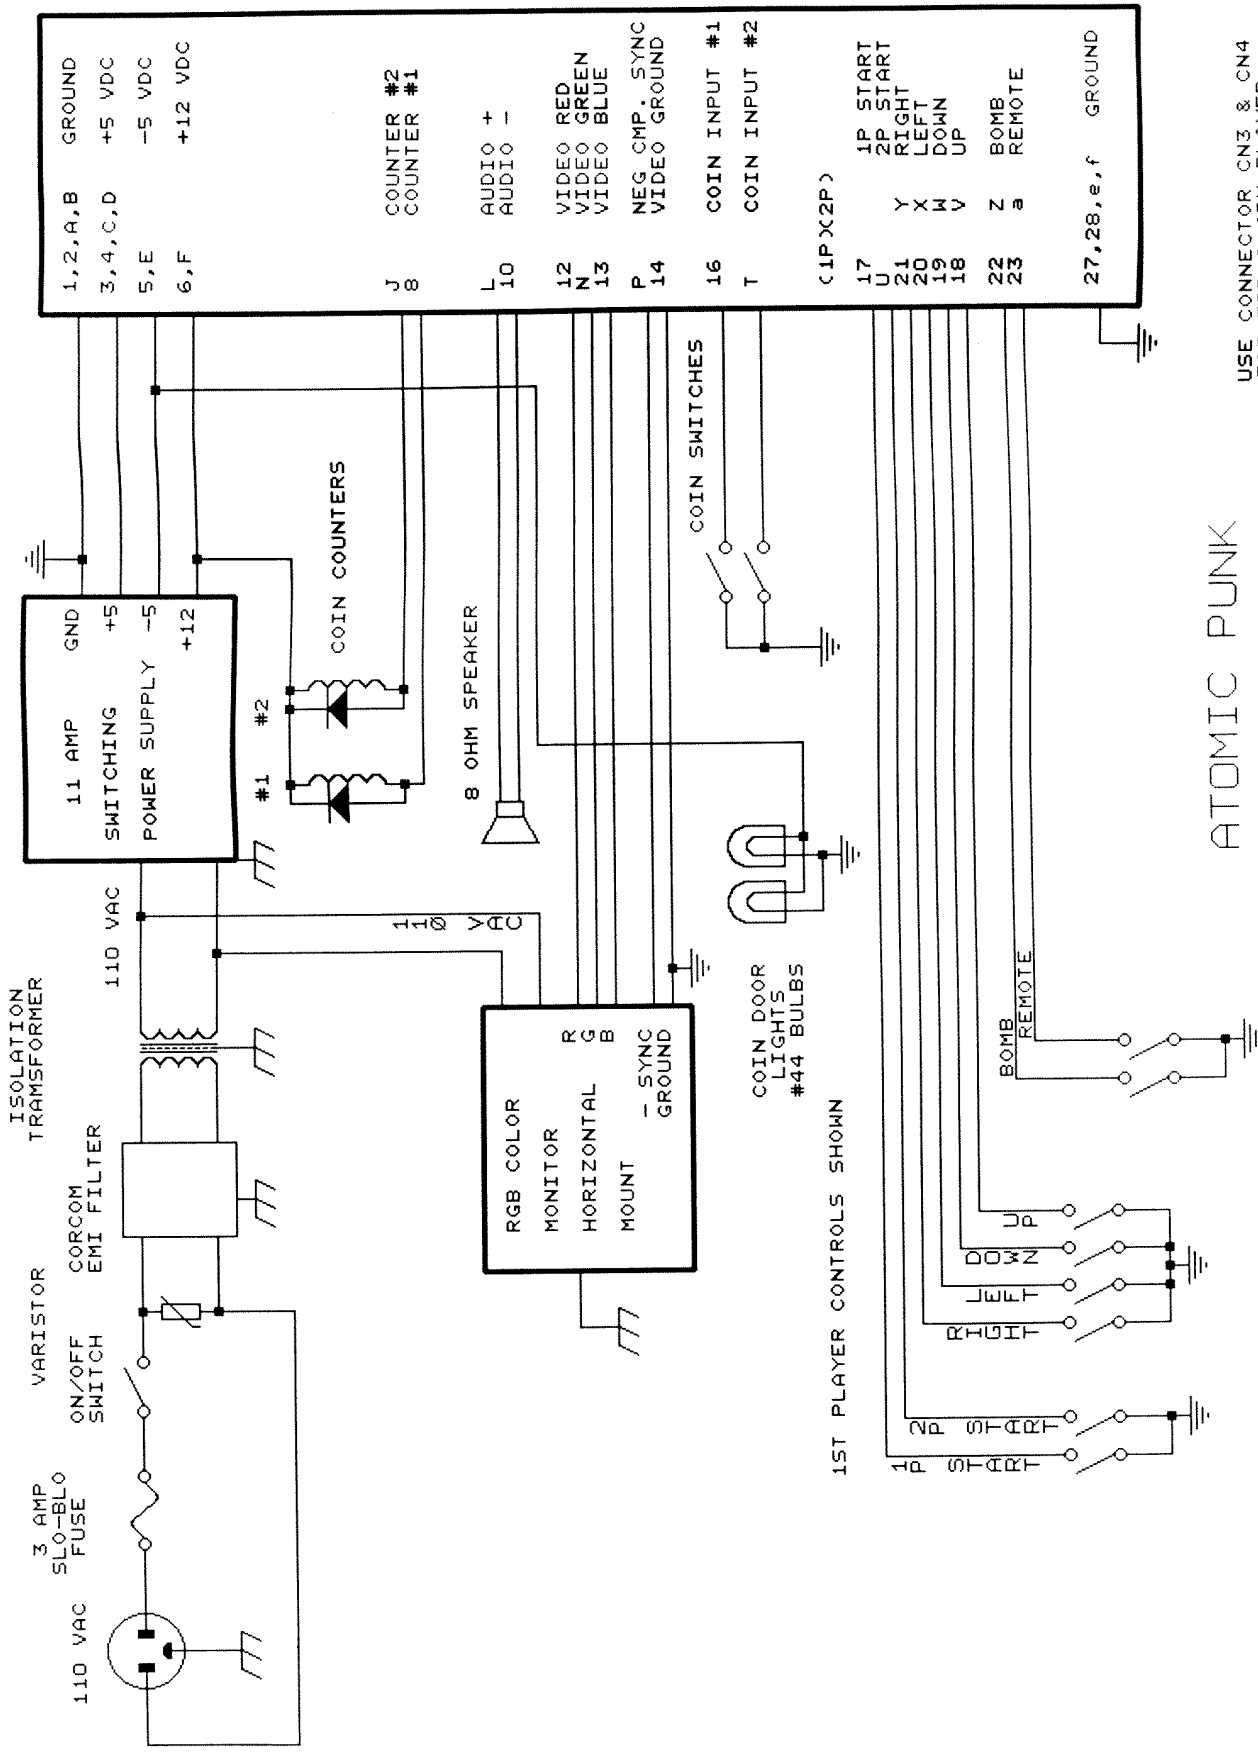 110 VAC
3 AMP
SLO-BLO
FUSE
ON/OFF
SWITCH
VARISTOR
CORCOM
EMI FILTER
ISOLATION
TRAMSFORMER
110 VAC
11 AMP
SWITCHING
POWER SUPPLY
GND
+5
-5
+12
110 VAC
#1
#2
COIN COUNTERS
8 OHM SPEAKER
RGB COLOR
MONITOR
HORIZONTAL
MOUNT
R
G
B
- SYNC
GROUND
COIN DOOR
LIGHTS
#44 BULBS
COIN SWITCHES
1,2,A,B GROUND
3,4,C,D +5 VDC
5,E -5 VDC
6,F +12 VDC
J COUNTER #2
8 COUNTER #1
L AUDIO +
10 AUDIO -
12 VIDEO RED
N VIDEO GREEN
13 VIDEO BLUE
P NEG CMP. SYNC
14 VIDEO GROUND
16 COIN INPUT #1
T COIN INPUT #2
(1P)(2P)
17 1P START
U 2P START
21 Y RIGHT
20 X LEFT
19 W DOWN
18 V UP
22 Z BOMB
23 a REMOTE
27,28,e,f GROUND
1ST PLAYER CONTROLS SHOWN
1P START
2P START
RIGHT
LEFT
DOWN
UP
BOMB
REMOTE
ATOMIC PUNK
USE CONNECTOR CN3 & CN4